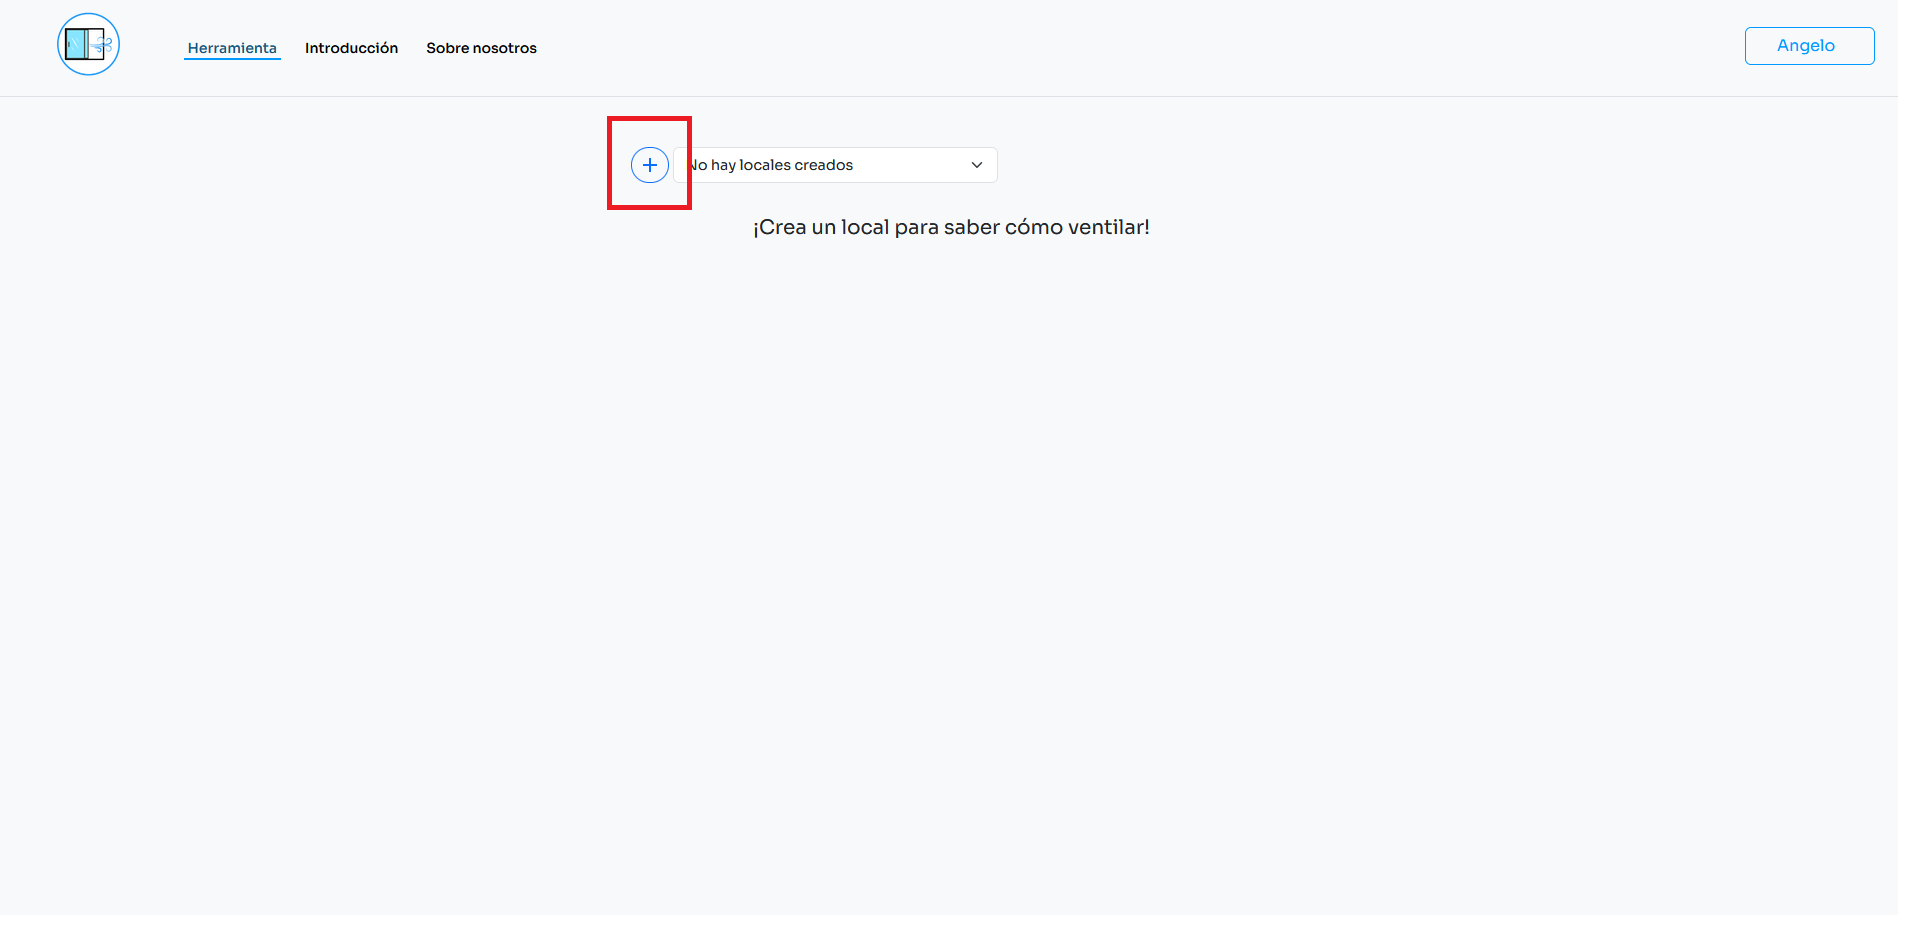 Herramienta Introducción Sobre nosotros Angelo
No hay locales creados
¡Crea un local para saber cómo ventilar!